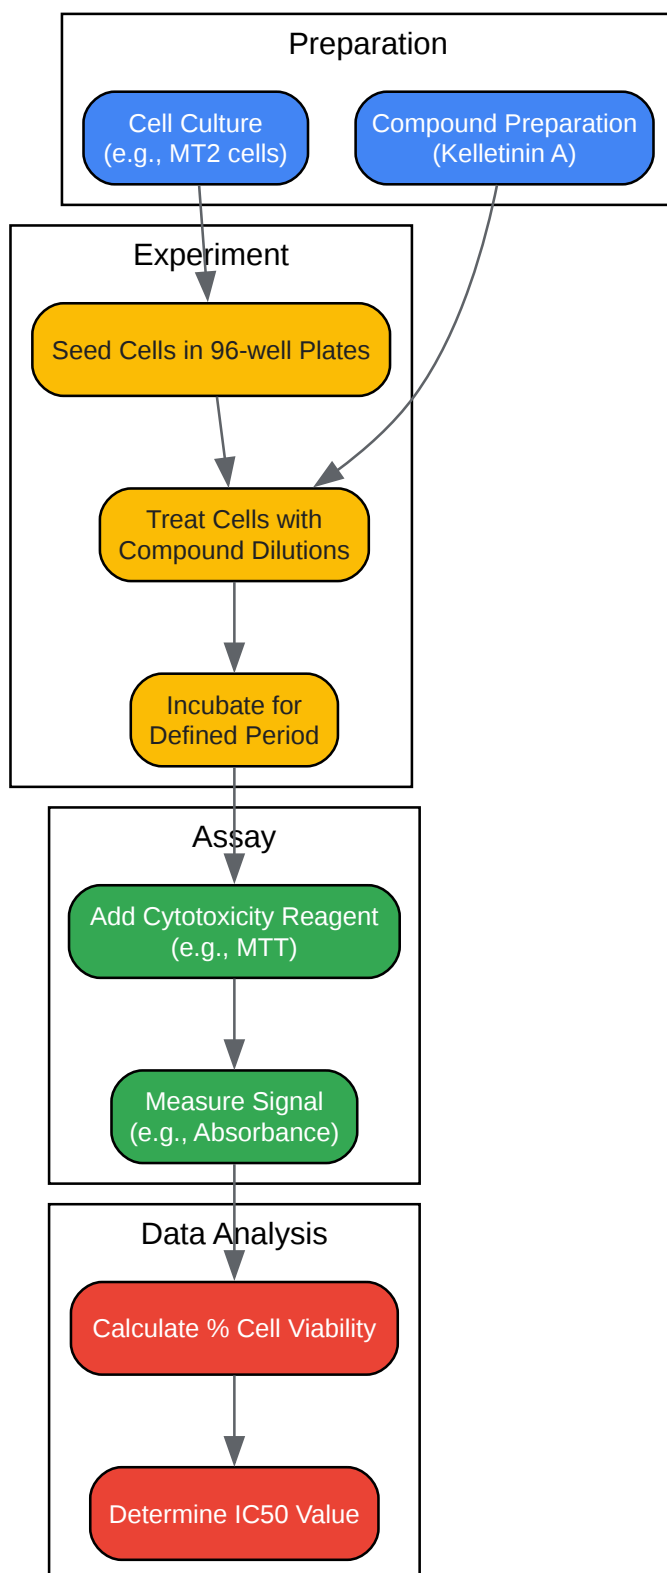 Preparation
Cell Culture
(e.g., MT2 cells)
Compound Preparation
(Kelletinin A)
Experiment
Seed Cells in 96-well Plates
Treat Cells with
Compound Dilutions
Incubate for
Defined Period
Assay
Add Cytotoxicity Reagent
(e.g., MTT)
Measure Signal
(e.g., Absorbance)
Data Analysis
Calculate % Cell Viability
Determine IC50 Value